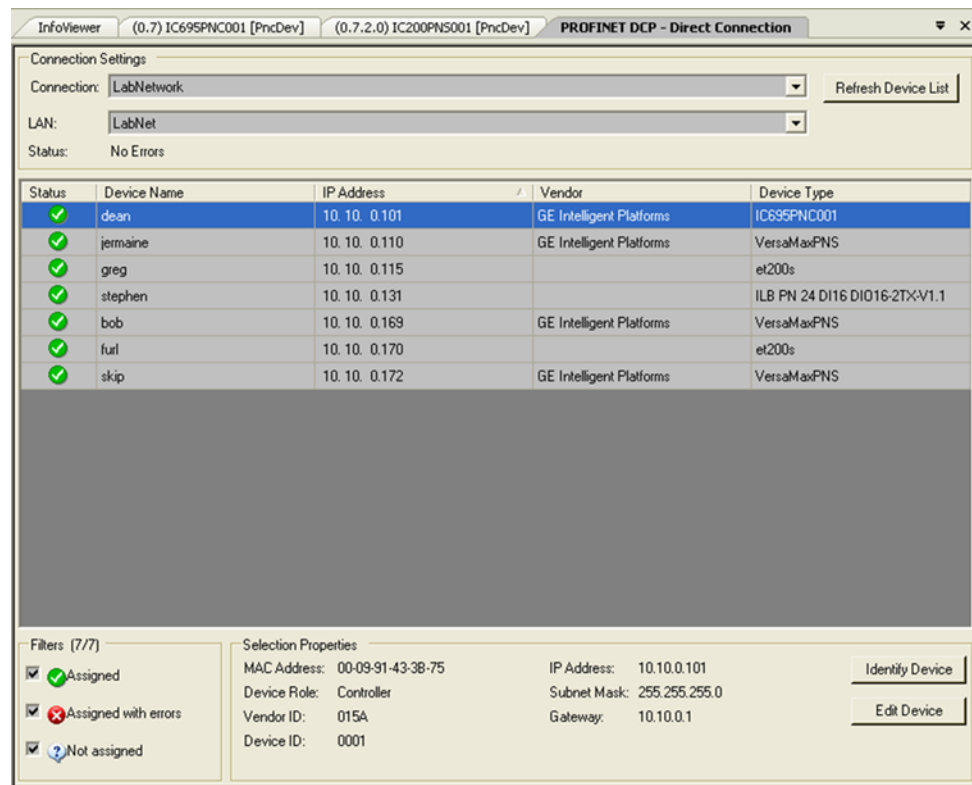 InfoViewer (0.7) IC695PNC001 [PncDev] (0.7.2.0) IC200PNS001 [PncDev] PROFINET DCP - Direct Connection
Connection Settings
Connection: LabNetwork Refresh Device List
LAN: LabNet
Status: No Errors
Status Device Name IP Address Vendor Device Type
dean 10. 10. 0.101 GE Intelligent Platforms IC695PNC001
jermaine 10. 10. 0.110 GE Intelligent Platforms VersaMaxPNS
greg 10. 10. 0.115 et200s
stephen 10. 10. 0.131 ILB PN 24 DI16 DIO16-2TX-V1.1
bob 10. 10. 0.169 GE Intelligent Platforms VersaMaxPNS
furl 10. 10. 0.170 et200s
skip 10. 10. 0.172 GE Intelligent Platforms VersaMaxPNS
Filters (7/7)
Assigned
Assigned with errors
Not assigned
Selection Properties
MAC Address: 00-09-91-43-3B-75 IP Address: 10.10.0.101 Identify Device
Device Role: Controller Subnet Mask: 255.255.255.0
Vendor ID: 015A Gateway: 10.10.0.1 Edit Device
Device ID: 0001